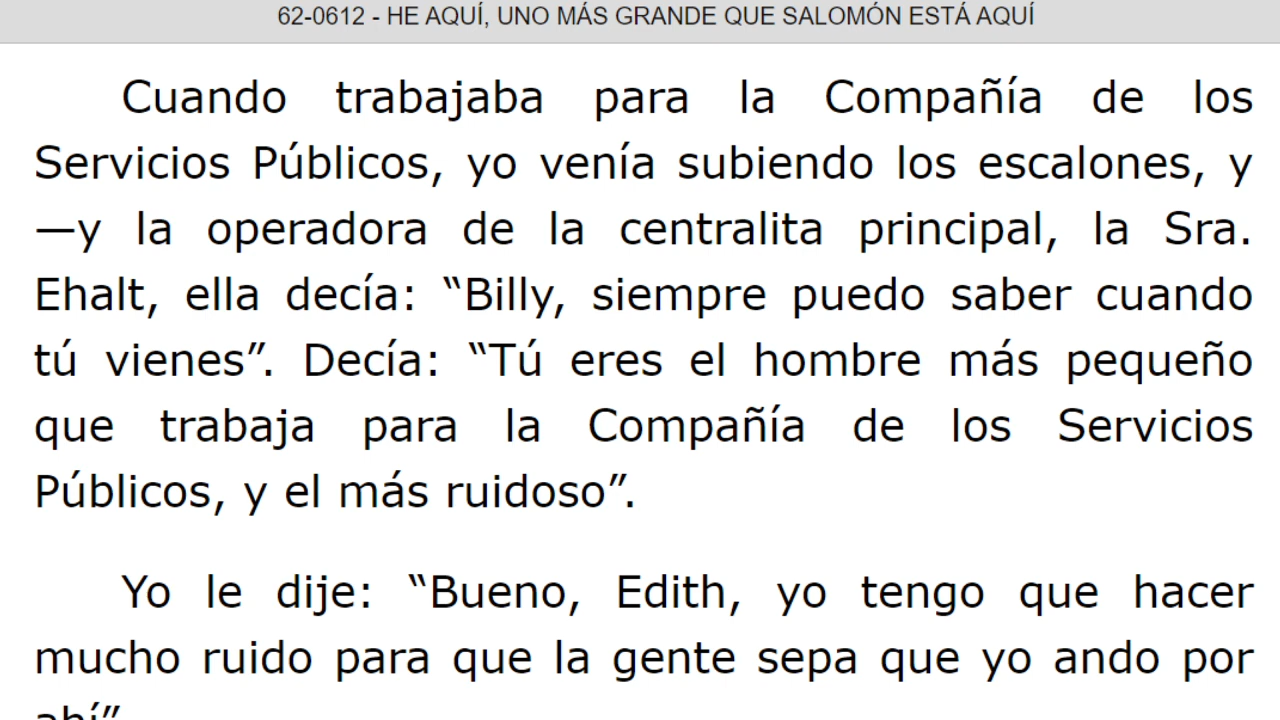 62-0612 - HE AQUÍ, UNO MÁS GRANDE QUE SALOMÓN ESTÁ AQUÍ
Cuando trabajaba para la Compañía de los
Servicios Públicos, yo venía subiendo los escalones, y
—y la operadora de la centralita principal, la Sra.
Ehalt, ella decía: “Billy, siempre puedo saber cuando
tú vienes”. Decía: “Tú eres el hombre más pequeño
que trabaja para la Compañía de los Servicios
Públicos, y el más ruidoso”.
Yo le dije: “Bueno, Edith, yo tengo que hacer
mucho ruido para que la gente sepa que yo ando por
ahí”